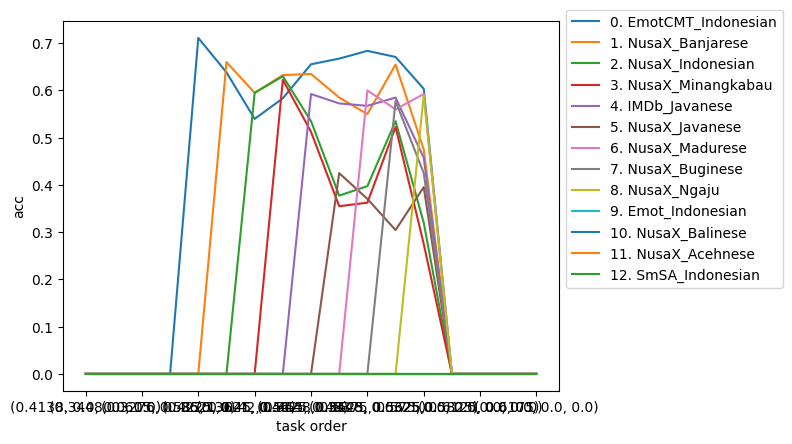 0.7
0.6
0.5
0.4
0.3
0.2
0.1
0.0
acc
task order
0. EmotCMT_Indonesian
1. NusaX_Banjarese
2. NusaX_Indonesian
3. NusaX_Minangkabau
4. IMDb_Javanese
5. NusaX_Javanese
6. NusaX_Madurese
7. NusaX_Buginese
8. NusaX_Ngaju
9. Emot_Indonesian
10. NusaX_Balinese
11. NusaX_Acehnese
12. SmSA_Indonesian